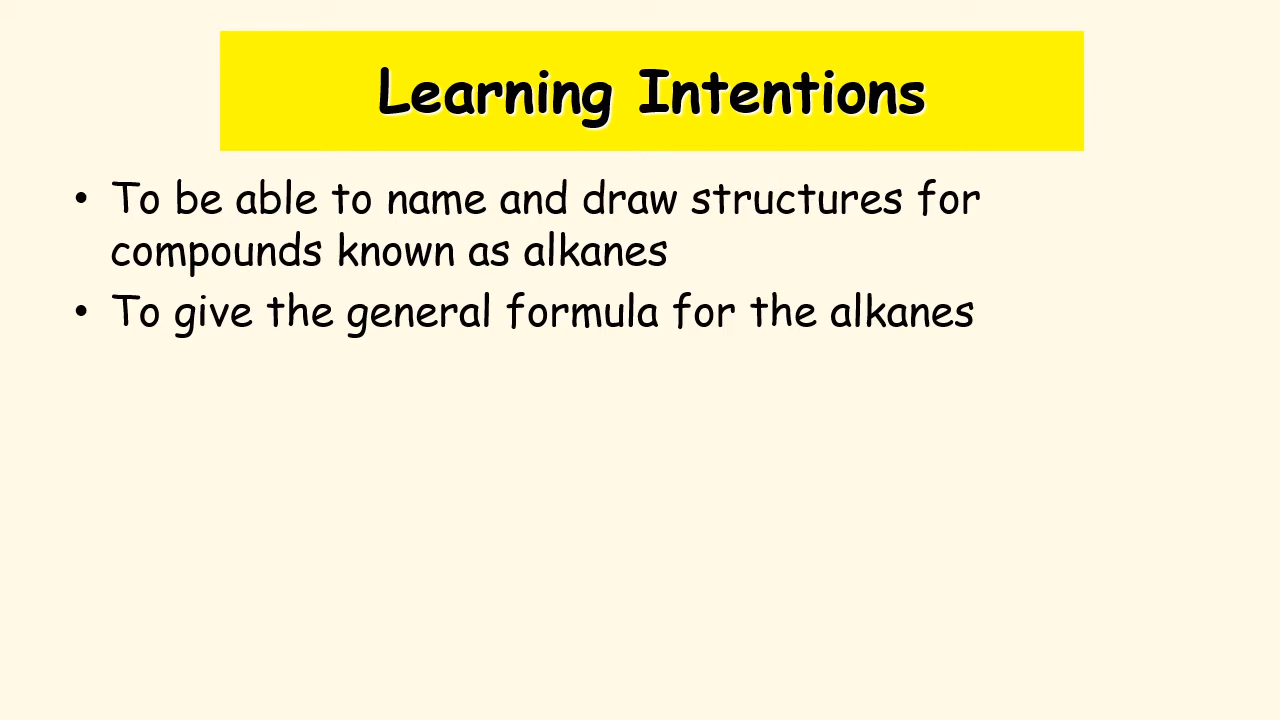 Learning Intentions
• To be able to name and draw structures for
compounds known as alkanes
• To give the general formula for the alkanes